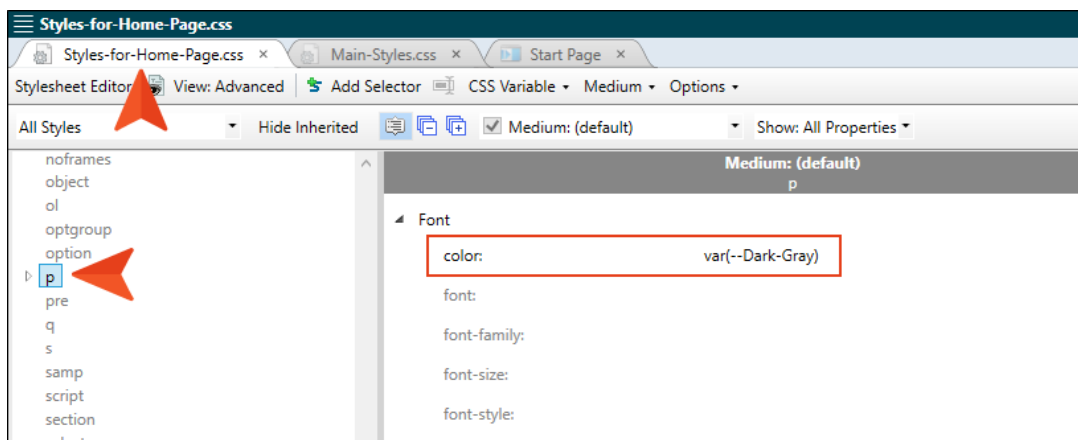 Styles-for-Home-Page.css
Styles-for-Home-Page.css × Main-Styles.css × Start Page ×
Stylesheet Editor View: Advanced Add Selector CSS Variable Medium Options
All Styles Hide Inherited Medium: (default) Show: All Properties
noframes
object
ol
optgroup
option
p
pre
q
s
samp
script
section
Medium: (default)
p
Font
color: var(--Dark-Gray)
font:
font-family:
font-size:
font-style: